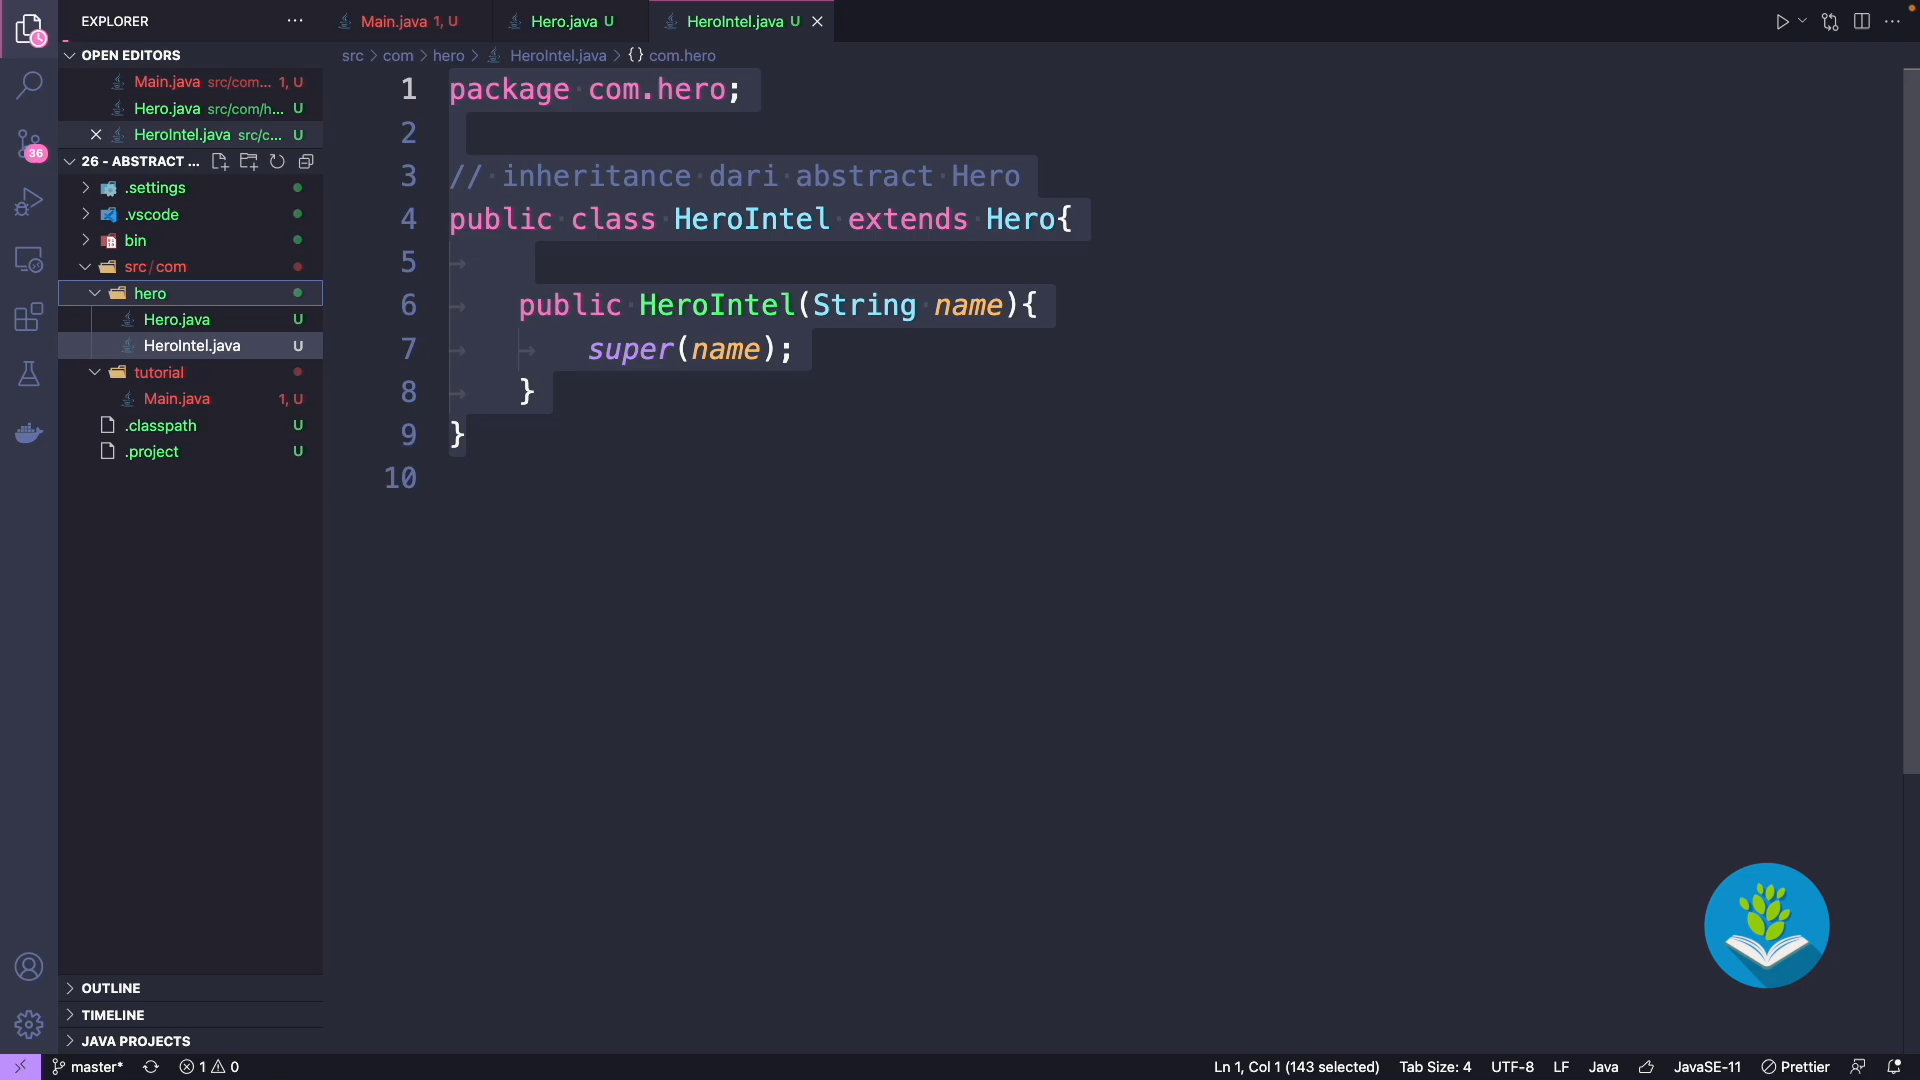 EXPLORER
Main.java 1, U
Hero.java U
HeroIntel.java U
OPEN EDITORS
src > com > hero > HeroIntel.java > {} com.hero
Main.java src/com... 1, U
Hero.java src/com/h... U
HeroIntel.java src/c... U
26 - ABSTRACT ...
.settings
.vscode
bin
src/com
hero
Hero.java U
HeroIntel.java U
tutorial
Main.java 1, U
.classpath U
.project U
36
1 package com.hero;
2
3 // inheritance dari abstract Hero
4 public class HeroIntel extends Hero{
5
6 public HeroIntel(String name){
7 super(name);
8 }
9 }
10
OUTLINE
TIMELINE
JAVA PROJECTS
master* 1 0 Ln 1, Col 1 (143 selected) Tab Size: 4 UTF-8 LF Java JavaSE-11 Prettier